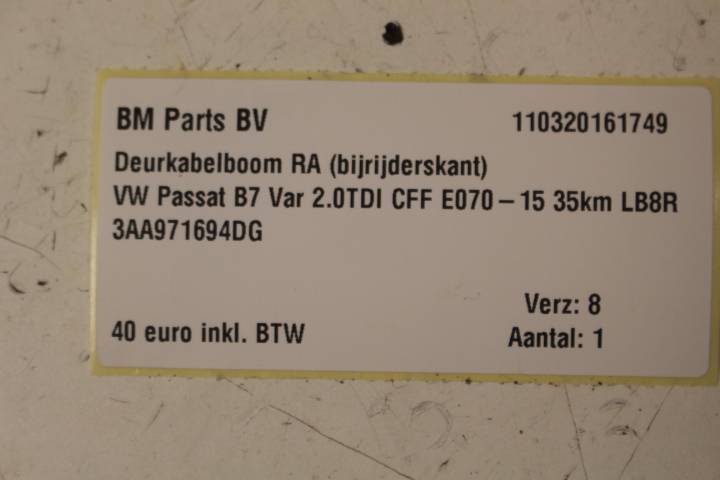 BM Parts BV 110320161749
Deurkabelboom RA (bijrijderskant)
VW Passat B7 Var 2.0TDI CFF E070 – 15 35km LB8R
3AA971694DG
Verz: 8
40 euro inkl. BTW Aantal: 1